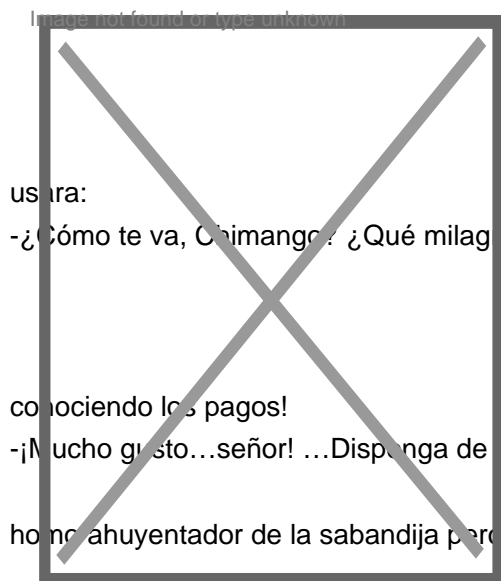 Image not found or type unknown
usara:
-¿Cómo te va, Chimango? ¿Qué milag
conociendo los pagos!
-¡Mucho gusto…señor! …Disponga de
homo ahuyentador de la sabandija per